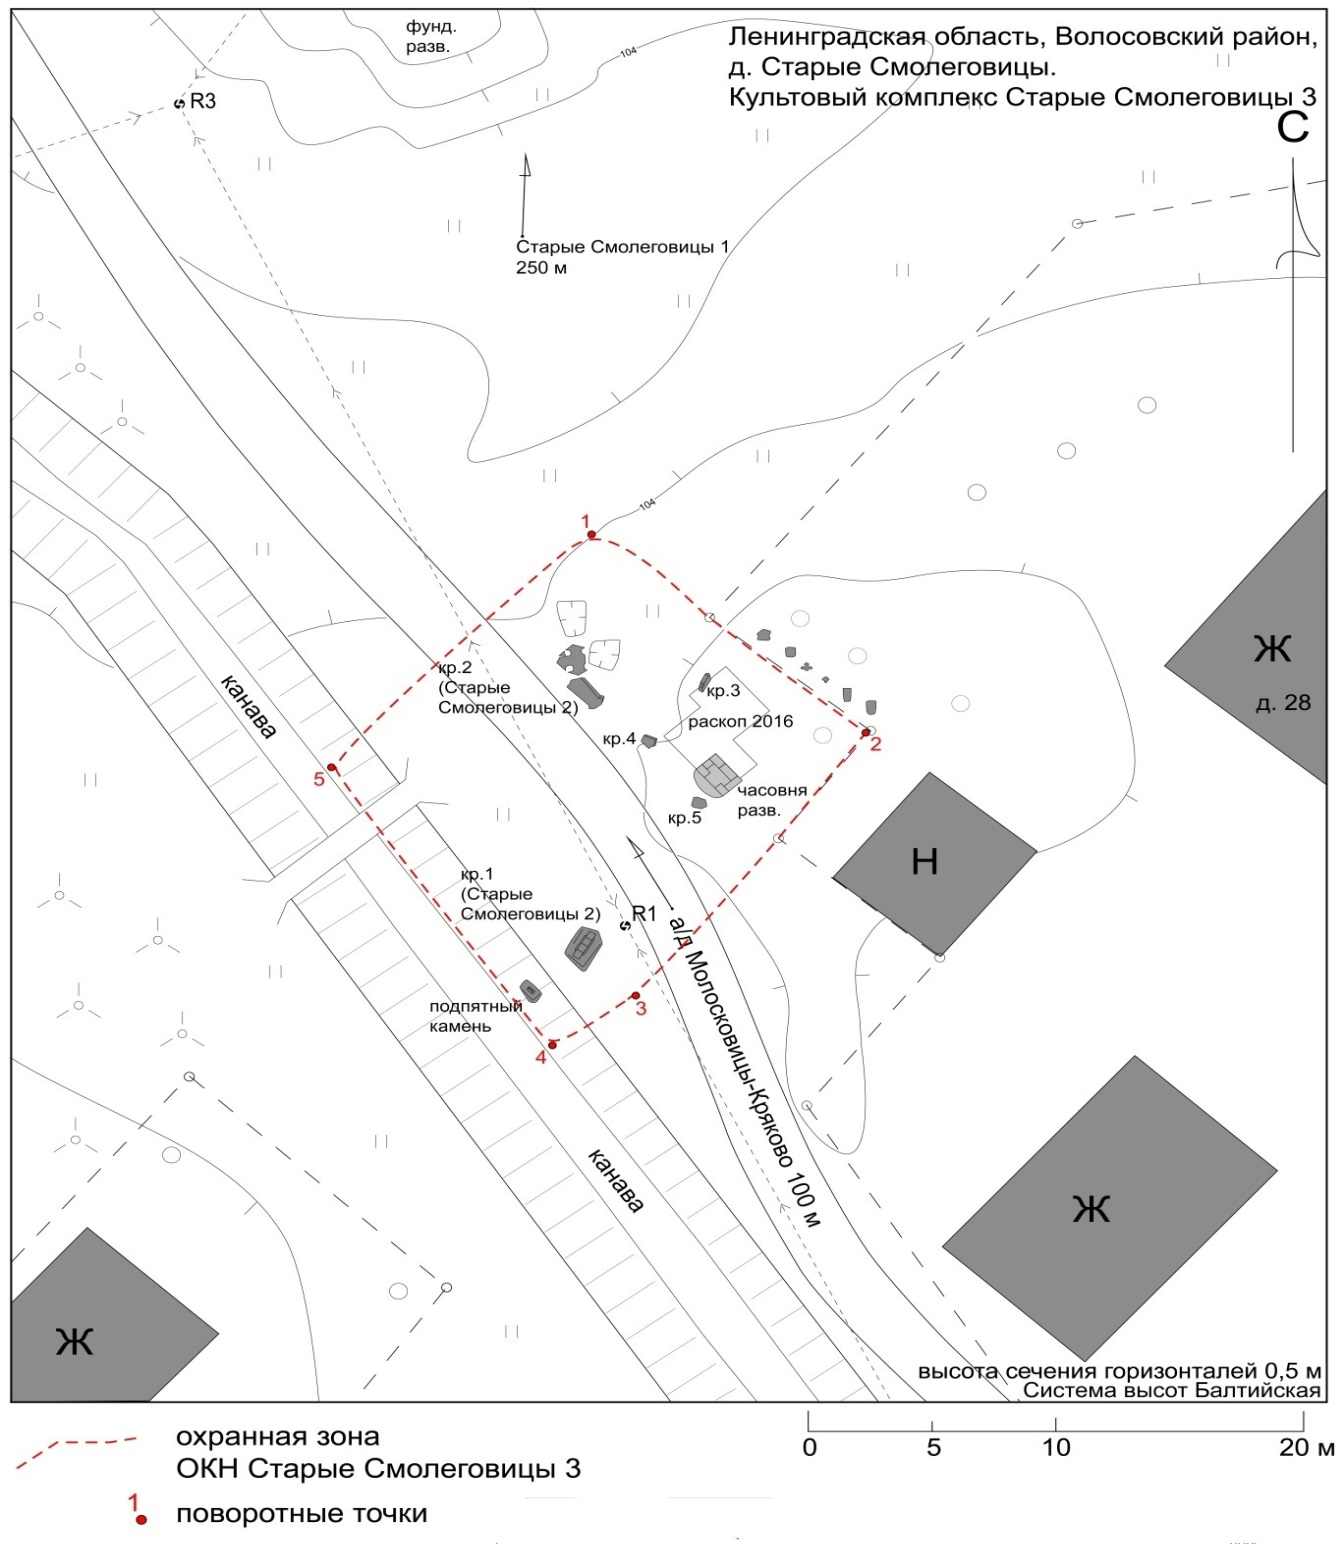 фунд.
разв.
104
Ленинградская область, Волосовский район,
д. Старые Смолеговицы.
Культовый комплекс Старые Смолеговицы 3
С
R3
Старые Смолеговицы 1
250 м
104
1
кр.2
(Старые
Смолеговицы 2)
кр.3
раскоп 2016
кр.4
2
Ж
д. 28
канава
5
часовня
разв.
кр.5
Н
кр.1
(Старые
Смолеговицы 2)
R1
а/д Молосковицы-Кряково 100 м
подпятный
камень
3
4
канава
Ж
Ж
высота сечения горизонталей 0,5 м
Система высот Балтийская
охранная зона
ОКН Старые Смолеговицы 3
0 5 10 20 м
1
поворотные точки